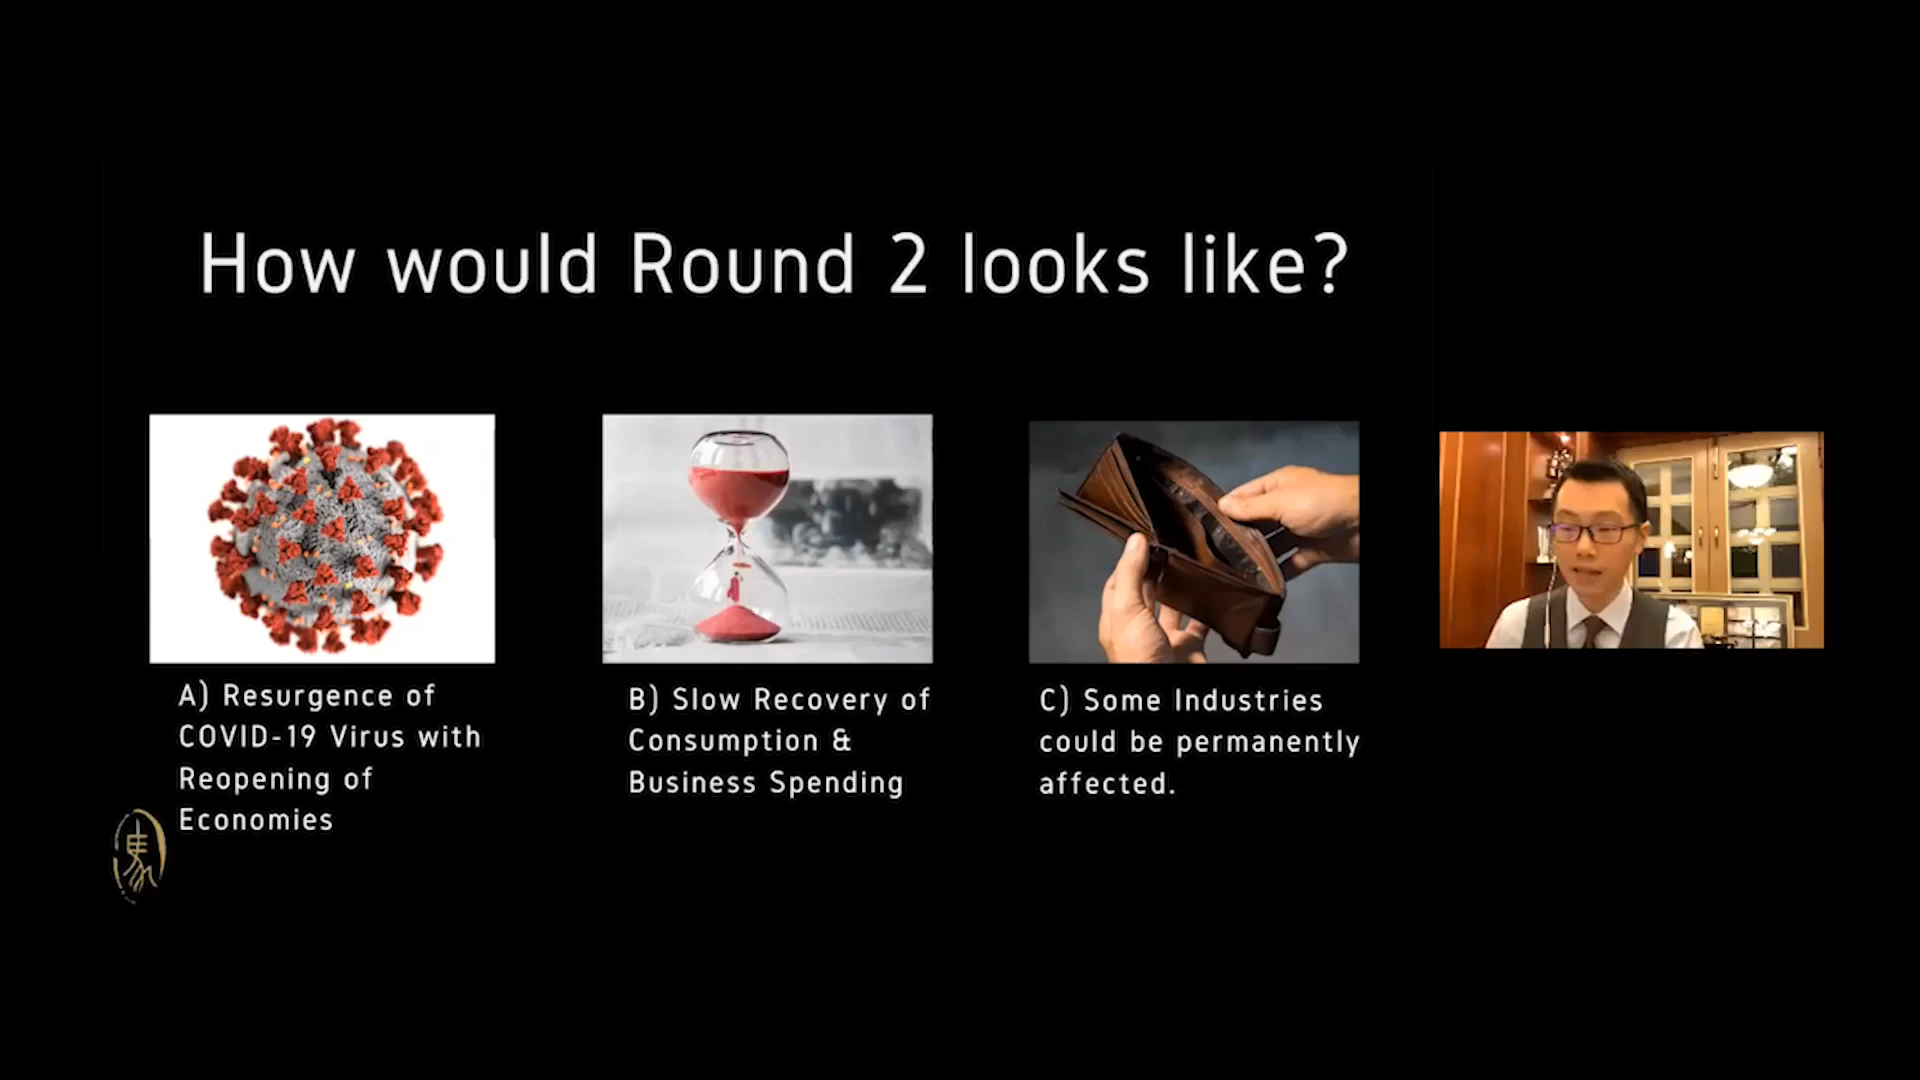 How would Round 2 looks like?
A) Resurgence of
COVID-19 Virus with
Reopening of
Economies
B) Slow Recovery of
Consumption &
Business Spending
C) Some Industries
could be permanently
affected.